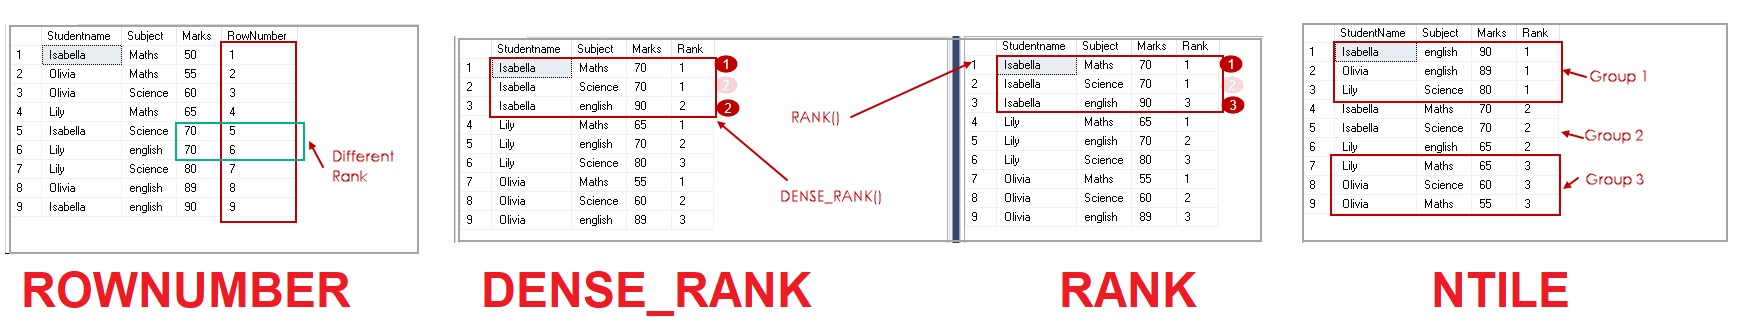 Studentname Subject Marks RowNumber
1 Isabella Maths 50 1
2 Olivia Maths 55 2
3 Olivia Science 60 3
4 Lily Maths 65 4
5 Isabella Science 70 5
6 Lily english 70 6
7 Lily Science 80 7
8 Olivia english 89 8
9 Isabella english 90 9
Different
Rank
ROWNUMBER
Studentname Subject Marks Rank
1 Isabella Maths 70 1 1
2 Isabella Science 70 1 2
3 Isabella english 90 2 2
4 Lily Maths 65 1
5 Lily english 70 2
6 Lily Science 80 3
7 Olivia Maths 55 1
8 Olivia Science 60 2
9 Olivia english 89 3
DENSE_RANK()
DENSE_RANK
RANK()
Studentname Subject Marks Rank
1 Isabella Maths 70 1 1
2 Isabella Science 70 1 2
3 Isabella english 90 3 3
4 Lily Maths 65 1
5 Lily english 70 2
6 Lily Science 80 3
7 Olivia Maths 55 1
8 Olivia Science 60 2
9 Olivia english 89 3
RANK
StudentName Subject Marks Rank
1 Isabella english 90 1
2 Olivia english 89 1
3 Lily Science 80 1
4 Isabella Maths 70 2
5 Isabella Science 70 2
6 Lily english 65 2
7 Lily Maths 65 3
8 Olivia Science 60 3
9 Olivia Maths 55 3
Group 1
Group 2
Group 3
NTILE